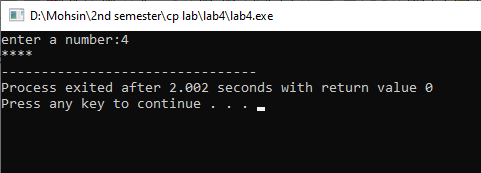 D:\Mohsin\2nd semester\cp lab\lab4\lab4.exe
enter a number:4
****
--------------------------------
Process exited after 2.002 seconds with return value 0
Press any key to continue . . .